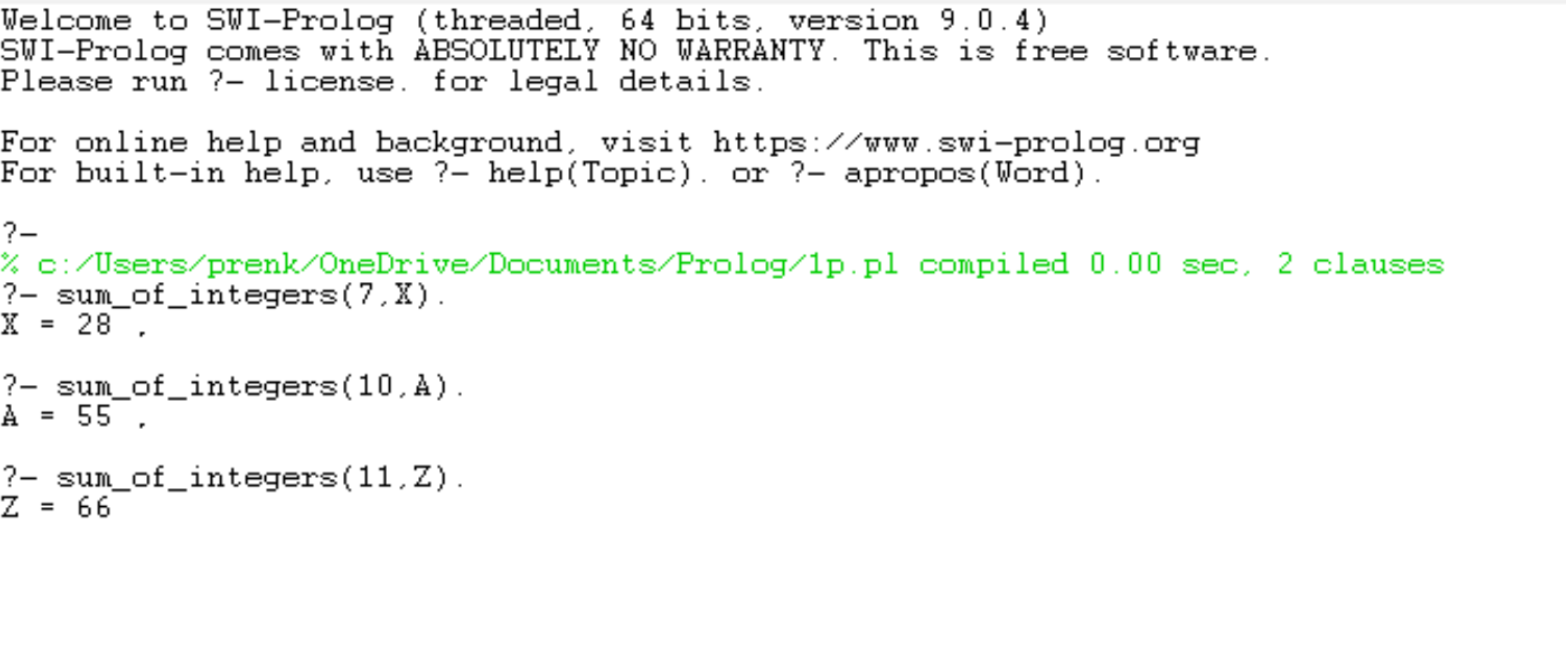 Welcome to SWI-Prolog (threaded, 64 bits, version 9.0.4)
SWI-Prolog comes with ABSOLUTELY NO WARRANTY. This is free software.
Please run ?- license. for legal details.
For online help and background, visit https://www.swi-prolog.org
For built-in help, use ?- help(Topic). or ?- apropos(Word).
?-
% c:/Users/prenk/OneDrive/Documents/Prolog/1p.pl compiled 0.00 sec, 2 clauses
?- sum_of_integers(7,X).
X = 28 .
?- sum_of_integers(10,A).
A = 55 .
?- sum_of_integers(11,Z).
Z = 66